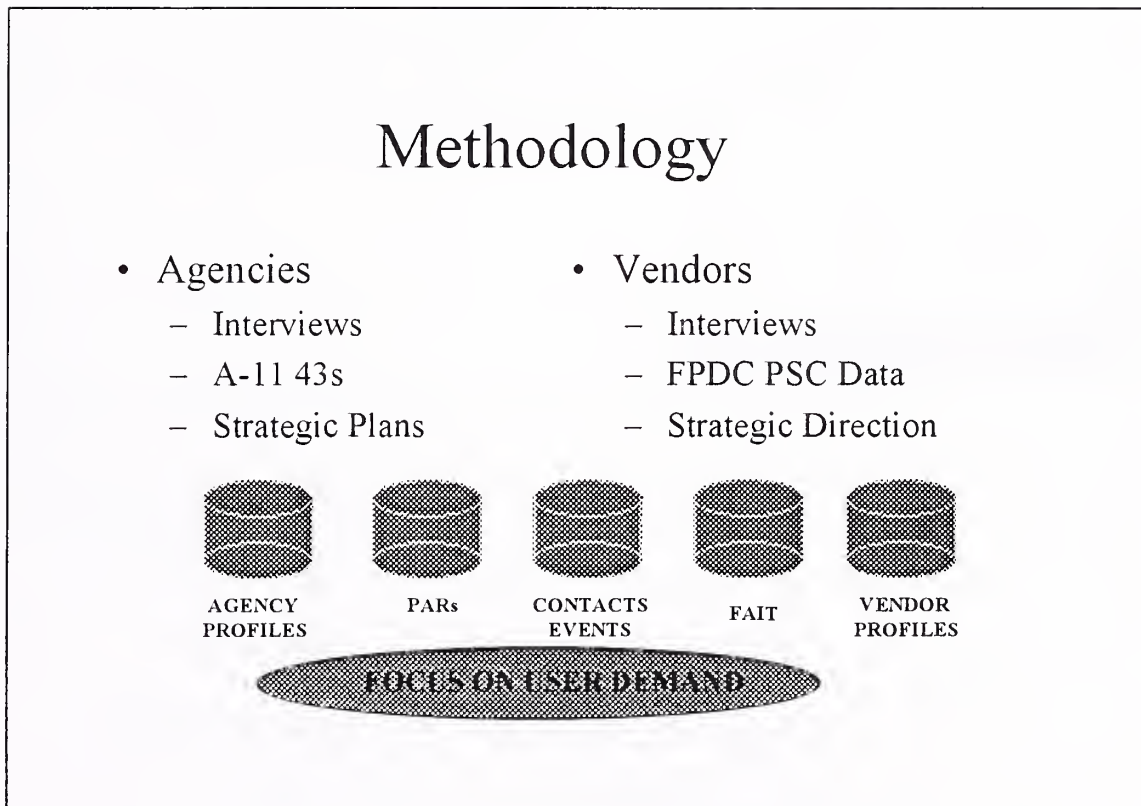 Methodology
• Agencies
– Interviews
– A-11 43s
– Strategic Plans
• Vendors
– Interviews
– FPDC PSC Data
– Strategic Direction
AGENCY
PROFILES
PARs
CONTACTS
EVENTS
FAIT
VENDOR
PROFILES
FOCUS ON USER DEMAND